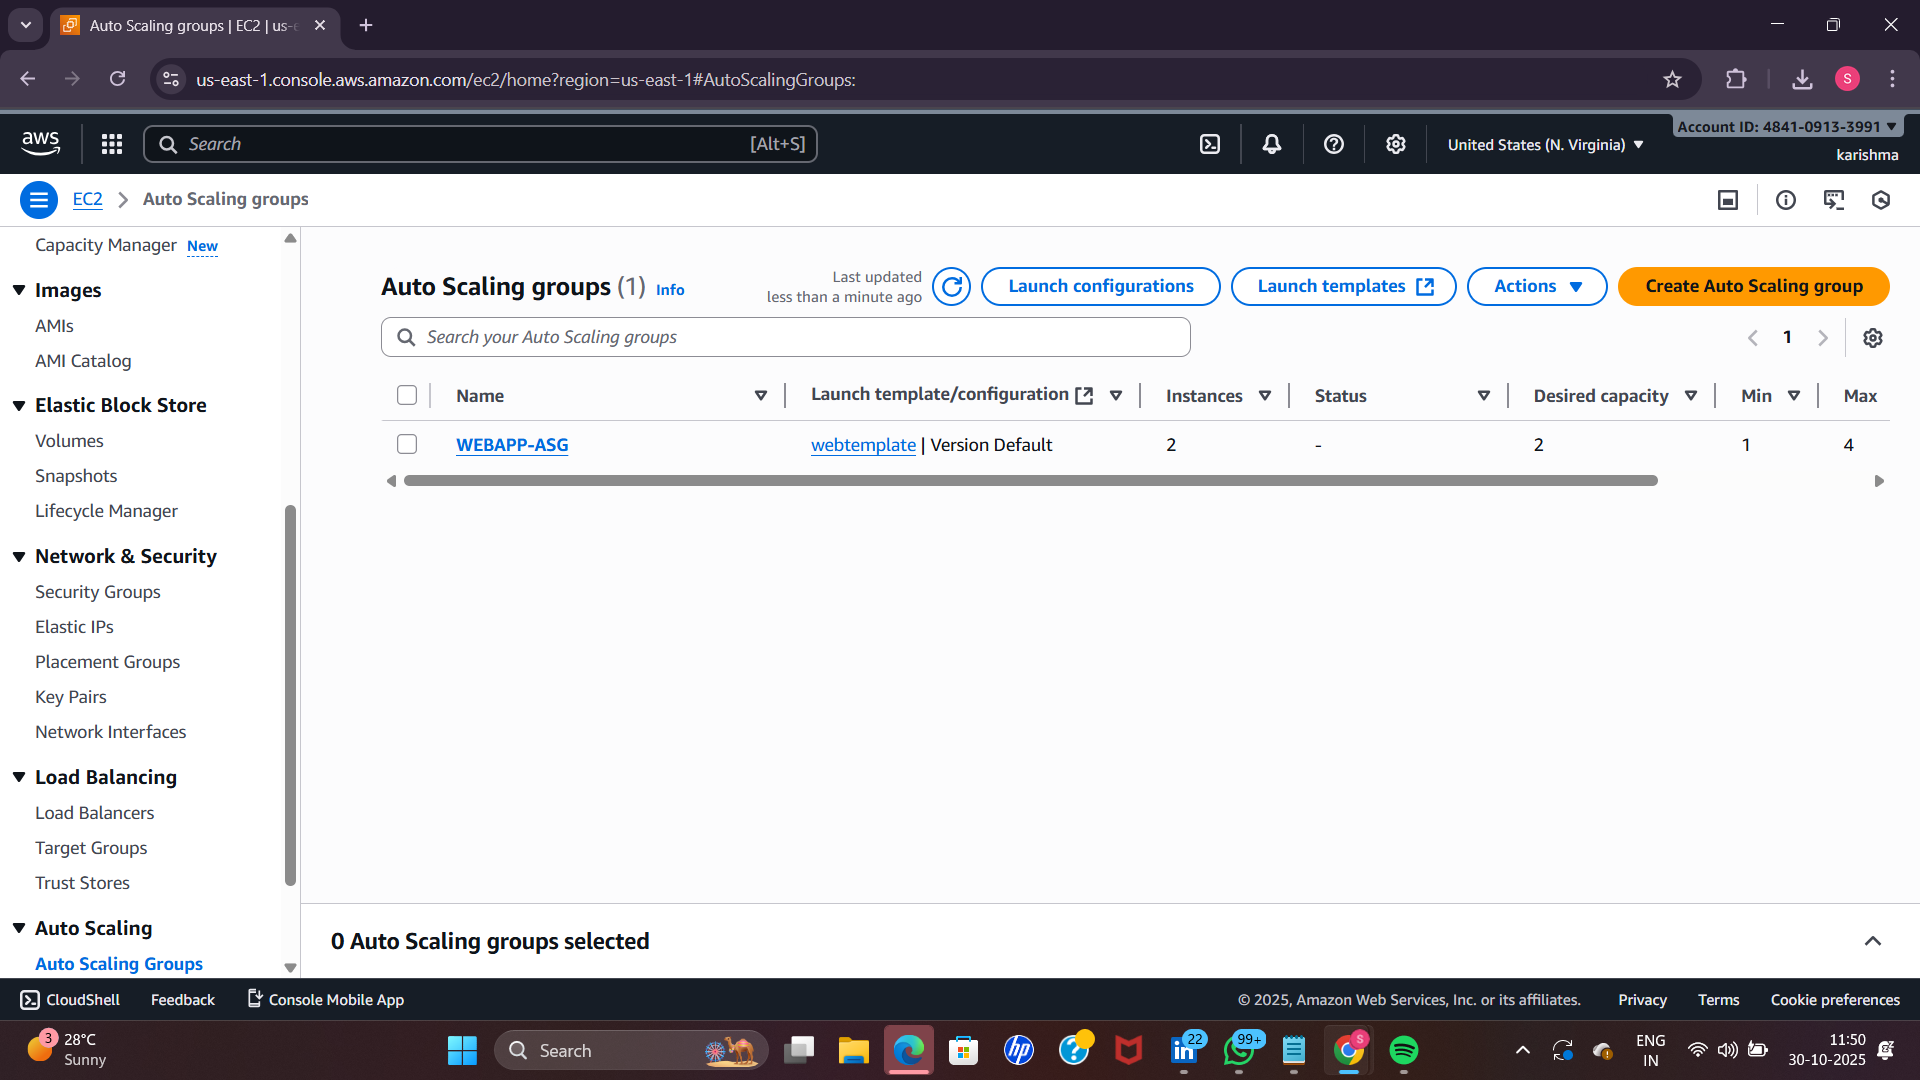 Auto Scaling groups | EC2 | us-e
us-east-1.console.aws.amazon.com/ec2/home?region=us-east-1#AutoScalingGroups:
S
aws
Search
[Alt+S]
United States (N. Virginia)
Account ID: 4841-0913-3991
karishma
EC2
Auto Scaling groups
Capacity Manager New
Images
AMIs
AMI Catalog
Elastic Block Store
Volumes
Snapshots
Lifecycle Manager
Network & Security
Security Groups
Elastic IPs
Placement Groups
Key Pairs
Network Interfaces
Load Balancing
Load Balancers
Target Groups
Trust Stores
Auto Scaling
Auto Scaling Groups
Auto Scaling groups (1) Info
Last updated
less than a minute ago
Launch configurations
Launch templates
Actions
Create Auto Scaling group
Search your Auto Scaling groups
1
Name Launch template/configuration Instances Status Desired capacity Min Max
WEBAPP-ASG webtemplate | Version Default 2 - 2 1 4
0 Auto Scaling groups selected
CloudShell Feedback Console Mobile App © 2025, Amazon Web Services, Inc. or its affiliates. Privacy Terms Cookie preferences
3
28°C
Sunny
Search
hp
?
in
22
99+
S
ENG
IN
11:50
30-10-2025